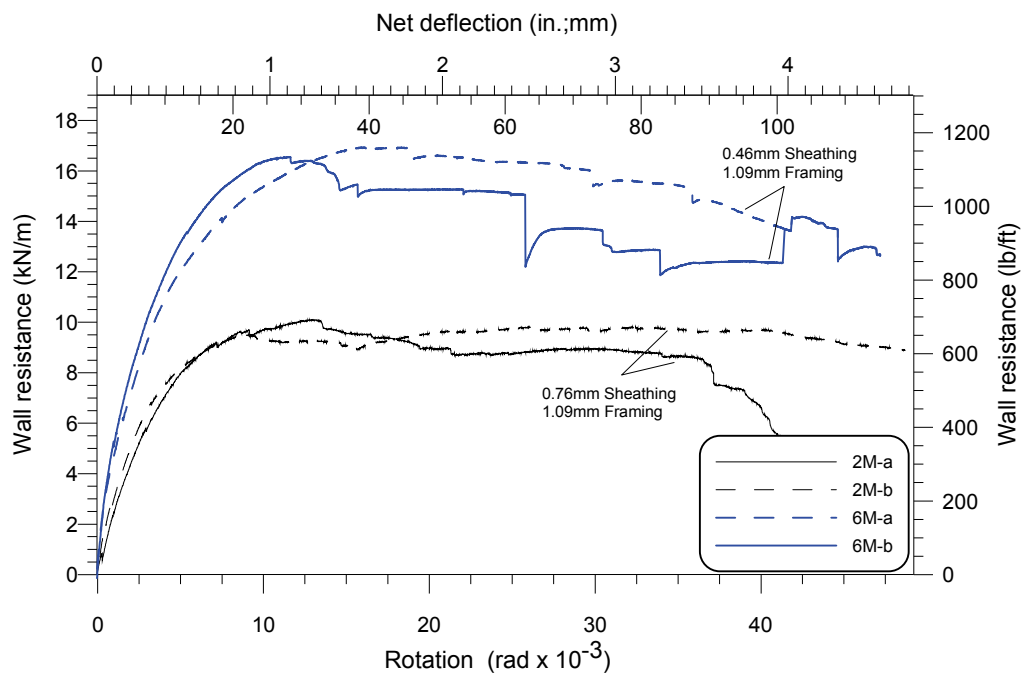 Net deflection (in.;mm)
0 1 2 3 4
20 40 60 80 100
Wall resistance (kN/m)
18
16
14
12
10
8
6
4
2
0
Wall resistance (lb/ft)
1200
1000
800
600
400
200
0
0.46mm Sheathing
1.09mm Framing
0.76mm Sheathing
1.09mm Framing
2M-a
2M-b
6M-a
6M-b
0 10 20 30 40
Rotation (rad x 10-3)